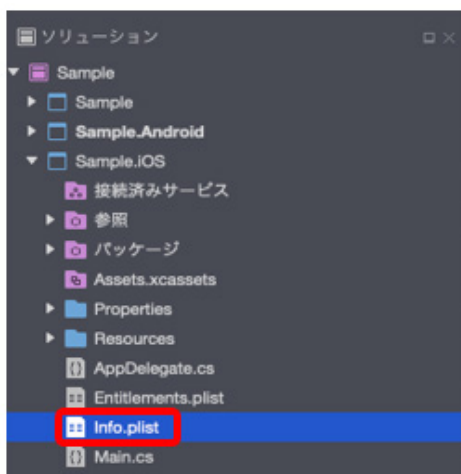 ソリューション
Sample
Sample
Sample.Android
Sample.iOS
接続済みサービス
参照
パッケージ
Assets.xcassets
Properties
Resources
AppDelegate.cs
Entitlements.plist
Info.plist
Main.cs